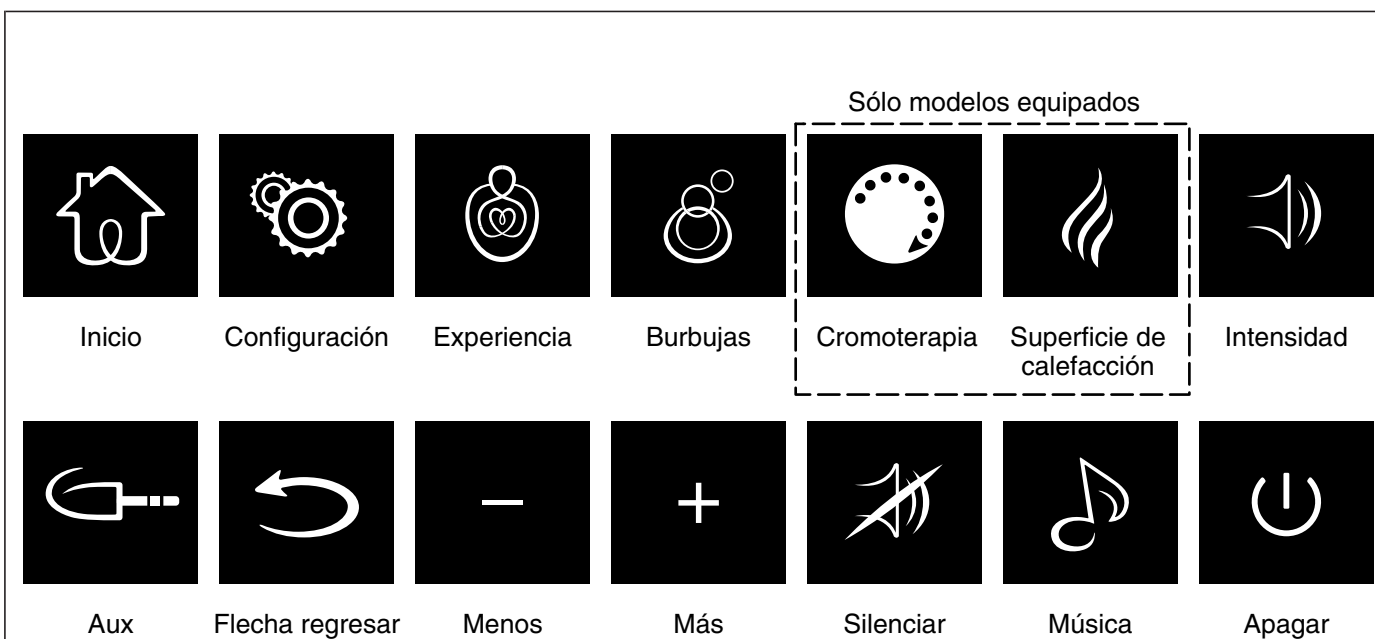 Sólo modelos equipados
Inicio
Configuración
Experiencia
Burbujas
Cromoterapia
Superficie de
calefacción
Intensidad
Aux
Flecha regresar
Menos
Más
Silenciar
Música
Apagar